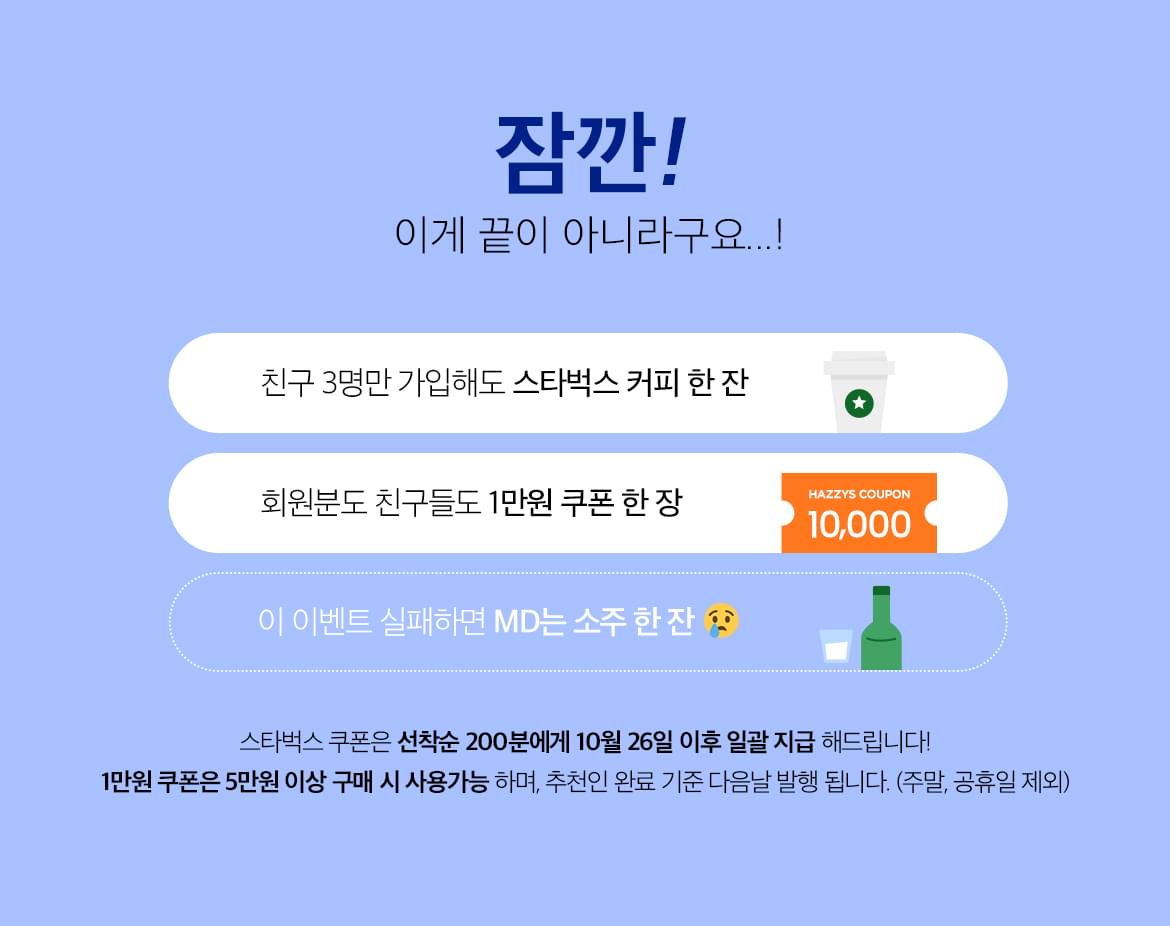 잠깐!
이게 끝이 아니라구요...!
친구 3명만 가입해도 스타벅스 커피 한 잔
회원분도 친구들도 1만원 쿠폰 한 장
HAZZYS COUPON
10,000
이 이벤트 실패하면 MD는 소주 한 잔 😢
스타벅스 쿠폰은 선착순 200분에게 10월 26일 이후 일괄 지급 해드립니다!
1만원 쿠폰은 5만원 이상 구매 시 사용가능 하며, 추천인 완료 기준 다음날 발행 됩니다. (주말, 공휴일 제외)